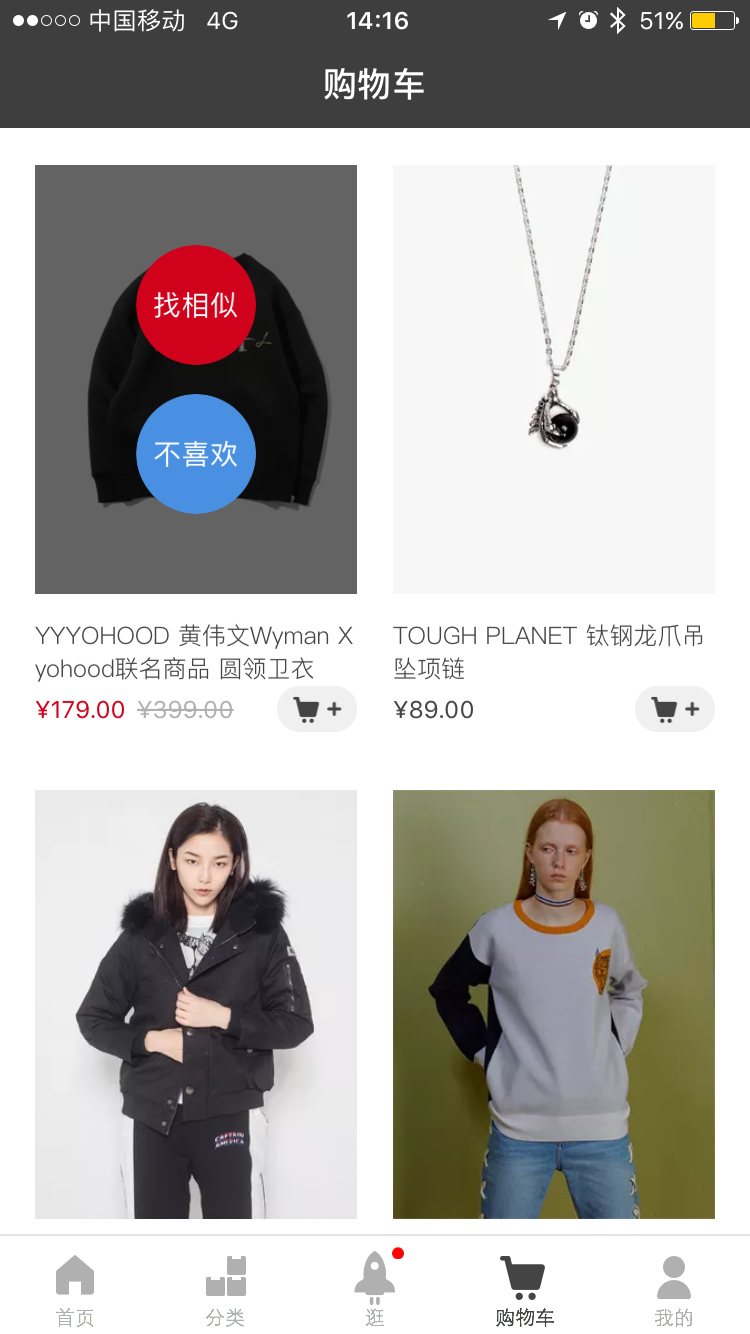 中国移动 4G 14:16 51%
购物车
找相似
不喜欢
YYYOHOOD 黄伟文Wyman X
yohood联名商品 圆领卫衣
¥179.00 ¥399.00 +
TOUGH PLANET 钛钢龙爪吊
坠项链
¥89.00 +
CAPTAIN
AMERICA
首页 分类 逛 购物车 我的